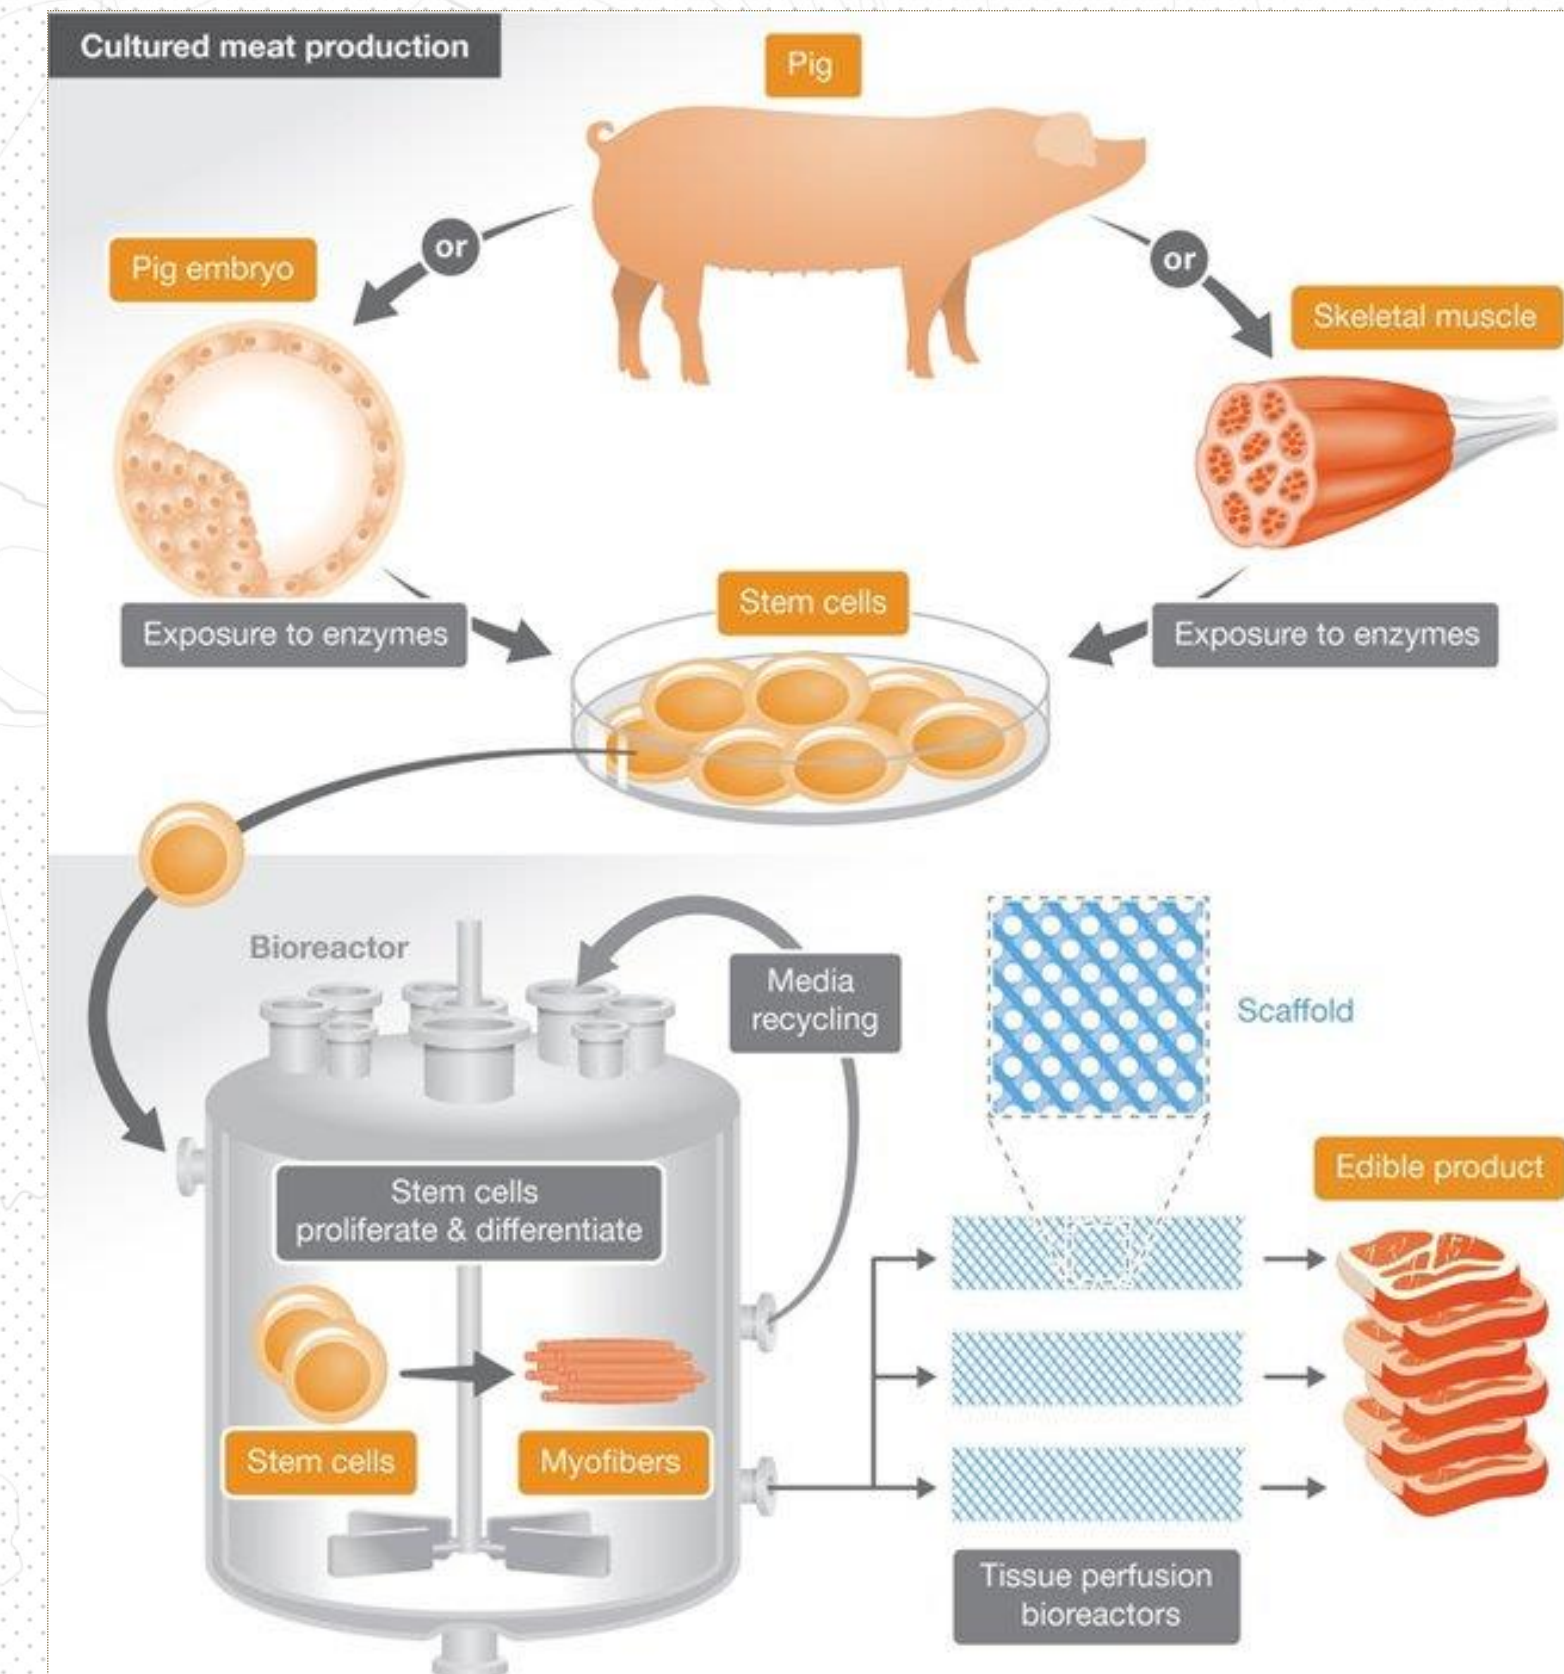 Cultured meat production
Pig
or
or
Pig embryo
Skeletal muscle
Exposure to enzymes
Stem cells
Exposure to enzymes
Bioreactor
Media
recycling
Scaffold
Stem cells
proliferate & differentiate
Edible product
Stem cells
Myofibers
Tissue perfusion
bioreactors